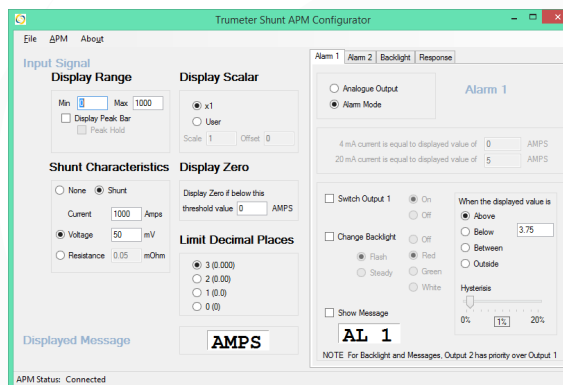 Trumeter Shunt APM Configurator
File APM About
Input Signal
Display Range
Min 0 Max 1000
Display Peak Bar
Peak Hold
Display Scalar
x1
User
Scale 1 Offset 0
Shunt Characteristics
None Shunt
Current 1000 Amps
Voltage 50 mV
Resistance 0.05 mOhm
Display Zero
Display Zero if below this
threshold value 0 AMPS
Limit Decimal Places
3 (0.000)
2 (0.00)
1 (0.0)
0 (0)
Displayed Message
AMPS
Alarm 1 Alarm 2 Backlight Response
Analogue Output
Alarm Mode
Alarm 1
4 mA current is equal to displayed value of 0 AMPS
20 mA current is equal to displayed value of 5 AMPS
Switch Output 1 On
Off
Change Backlight Off
Flash Red
Steady Green
White
When the displayed value is
Above
Below 3.75
Between
Outside
Hysterisis
0% 1% 20%
Show Message
AL 1
NOTE For Backlight and Messages, Output 2 has priority over Output 1
APM Status: Connected